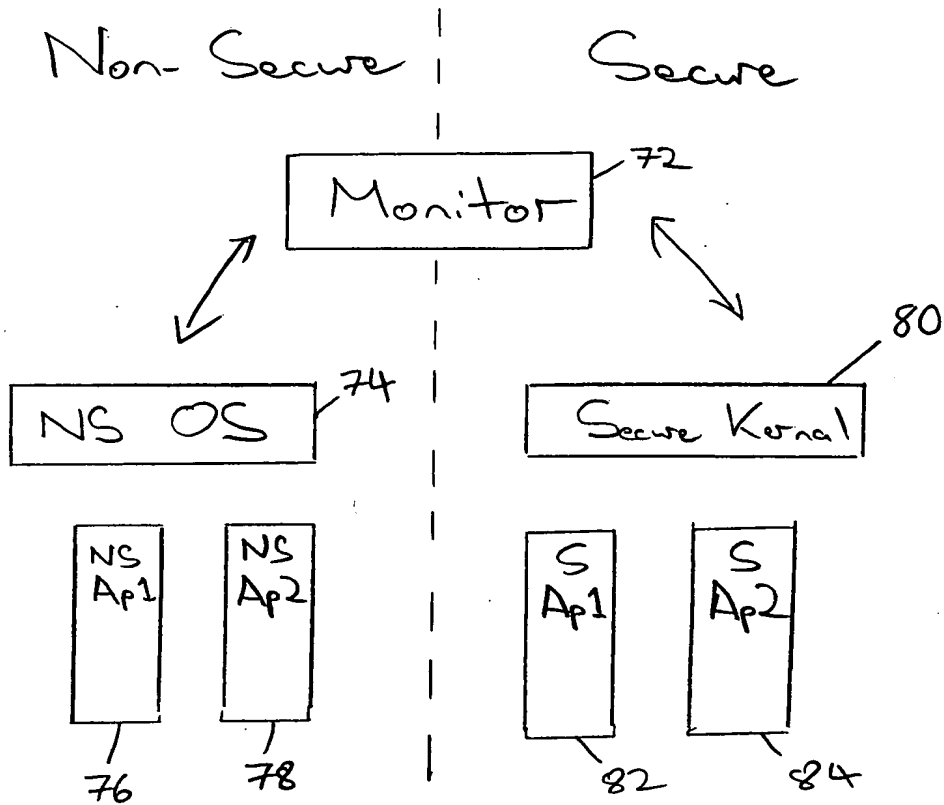 Non-Secure
Secure
Monitor
72
80
74
NS OS
Secure Kernal
NS
Ap1
NS
Ap2
S
Ap1
S
Ap2
76
78
82
84